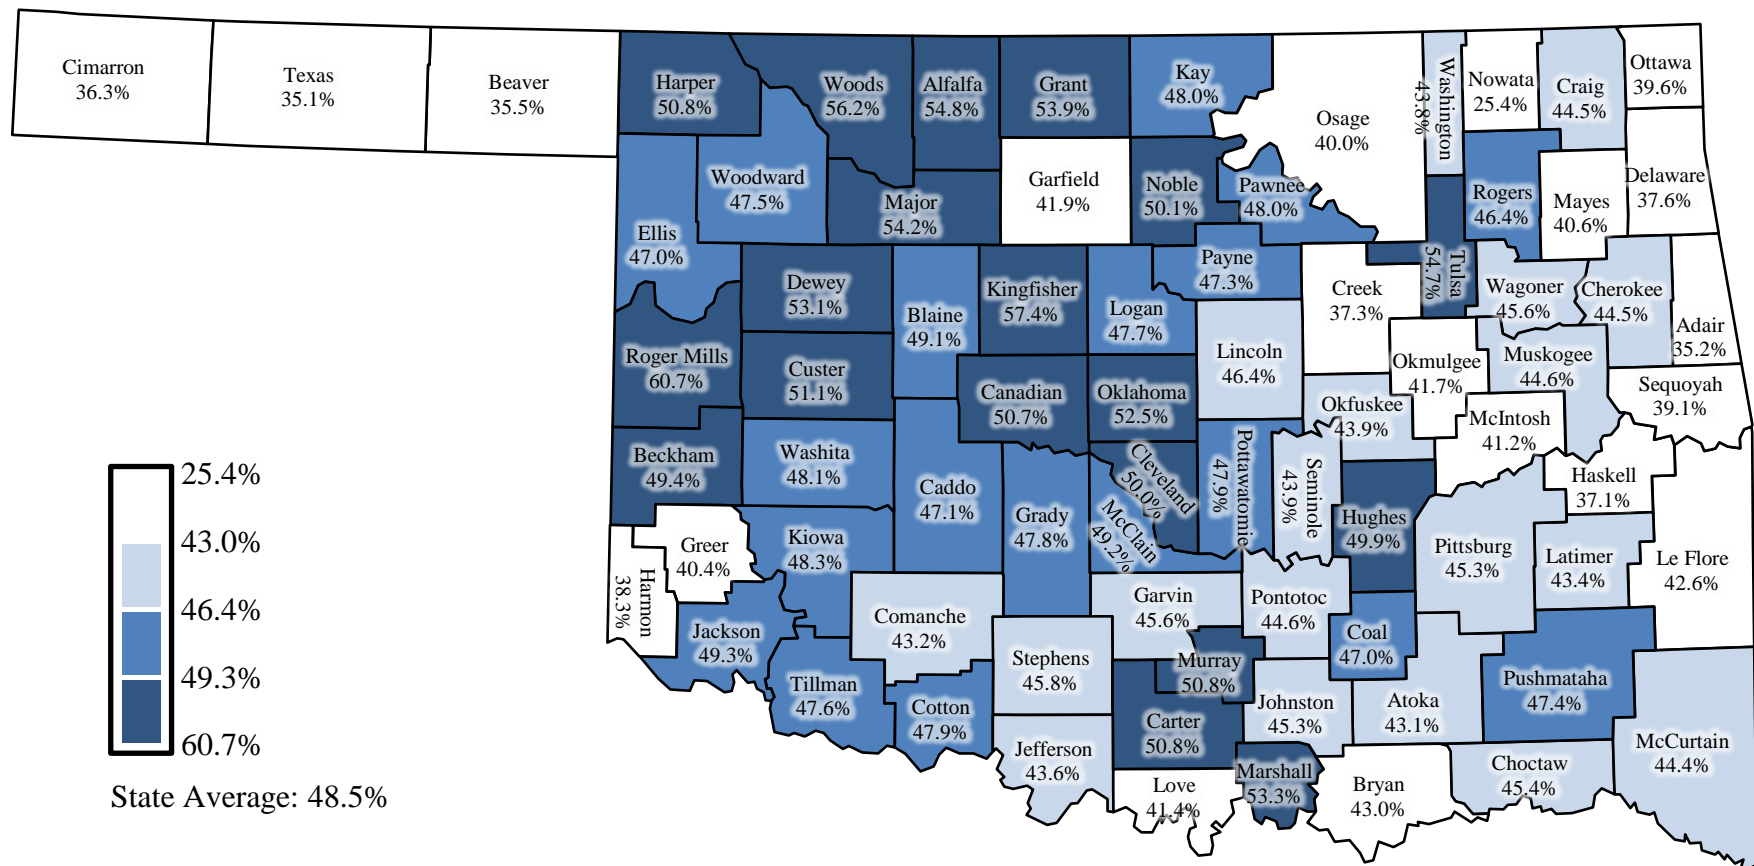 Cimarron
36.3%
Texas
35.1%
Beaver
35.5%
Harper
50.8%
Woods
56.2%
Alfalfa
54.8%
Grant
53.9%
Kay
48.0%
Osage
40.0%
Washington
43.8%
Nowata
25.4%
Craig
44.5%
Ottawa
39.6%
Woodward
47.5%
Major
54.2%
Garfield
41.9%
Noble
50.1%
Pawnee
48.0%
Rogers
46.4%
Mayes
40.6%
Delaware
37.6%
Ellis
47.0%
Dewey
53.1%
Blaine
49.1%
Kingfisher
57.4%
Logan
47.7%
Payne
47.3%
Creek
37.3%
Tulsa
54.7%
Wagoner
45.6%
Cherokee
44.5%
Adair
35.2%
Roger Mills
60.7%
Custer
51.1%
Canadian
50.7%
Oklahoma
52.5%
Lincoln
46.4%
Okmulgee
41.7%
Muskogee
44.6%
Sequoyah
39.1%
Okfuskee
43.9%
McIntosh
41.2%
Beckham
49.4%
Washita
48.1%
Caddo
47.1%
Grady
47.8%
Cleveland
50.0%
McClain
49.2%
Pottawatomie
47.9%
Seminole
43.9%
Hughes
49.9%
Haskell
37.1%
Pittsburg
45.3%
Latimer
43.4%
Le Flore
42.6%
Greer
40.4%
Kiowa
48.3%
Harmon
38.3%
Jackson
49.3%
Comanche
43.2%
Garvin
45.6%
Pontotoc
44.6%
Coal
47.0%
Stephens
45.8%
Murray
50.8%
Tillman
47.6%
Cotton
47.9%
Carter
50.8%
Johnston
45.3%
Atoka
43.1%
Pushmataha
47.4%
McCurtain
44.4%
Jefferson
43.6%
Love
41.4%
Marshall
53.3%
Bryan
43.0%
Choctaw
45.4%
25.4%
43.0%
46.4%
49.3%
60.7%
State Average: 48.5%